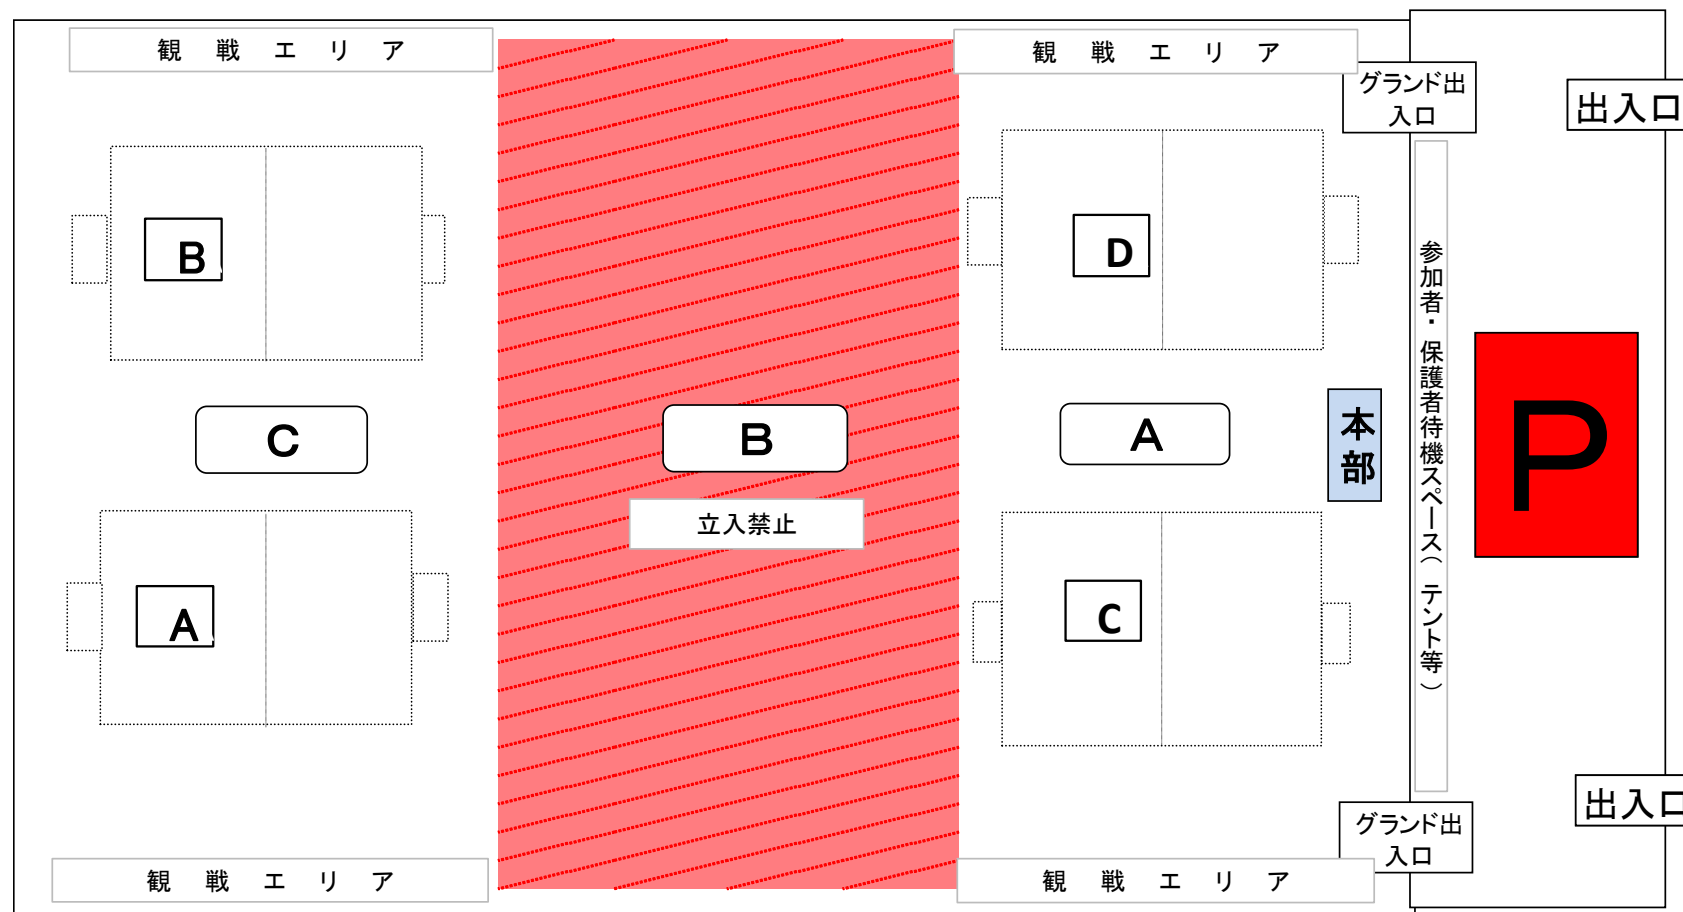 観 戦 エ リ ア
観 戦 エ リ ア
グランド出
入口
出入口
B
D
参加者・保護者待機スペース(テント等)
P
C
B
A
本部
立入禁止
A
C
出入口
グランド出
入口
観 戦 エ リ ア
観 戦 エ リ ア